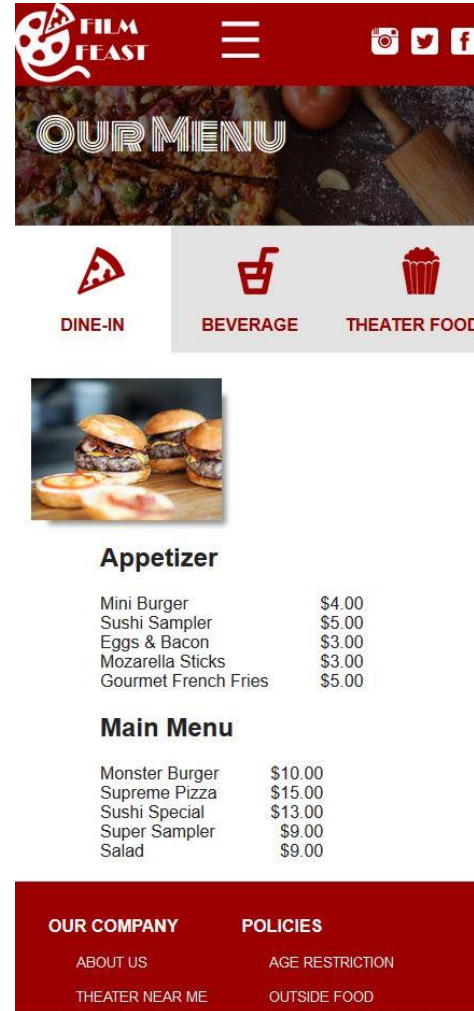 FILM
FEAST
OUR MENU
DINE-IN
BEVERAGE
THEATER FOOD
Appetizer
Mini Burger $4.00
Sushi Sampler $5.00
Eggs & Bacon $3.00
Mozarella Sticks $3.00
Gourmet French Fries $5.00
Main Menu
Monster Burger $10.00
Supreme Pizza $15.00
Sushi Special $13.00
Super Sampler $9.00
Salad $9.00
OUR COMPANY POLICIES
ABOUT US AGE RESTRICTION
THEATER NEAR ME OUTSIDE FOOD